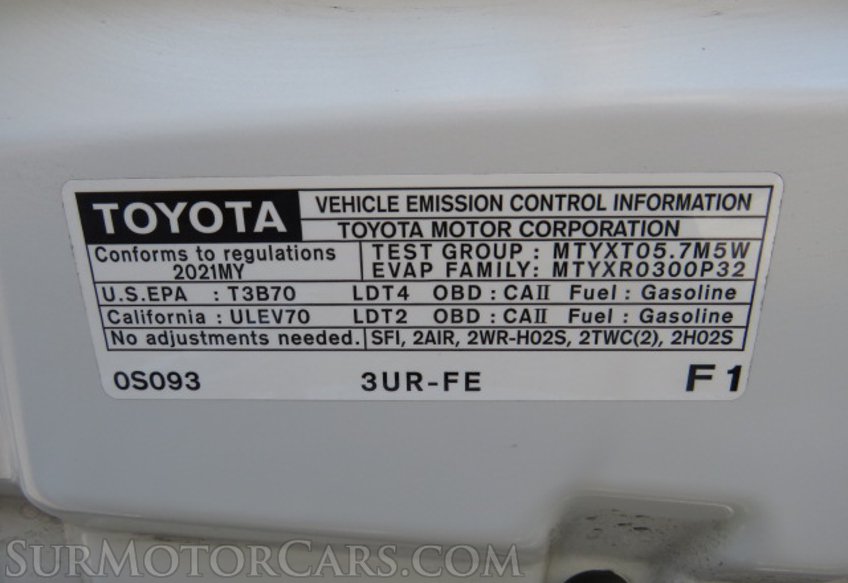 TOYOTA VEHICLE EMISSION CONTROL INFORMATION
TOYOTA MOTOR CORPORATION
Conforms to regulations
2021MY
TEST GROUP : MTYXT05.7M5W
EVAP FAMILY: MTYXR0300P32
U.S.EPA : T3B70 LDT4 OBD : CAII Fuel : Gasoline
California : ULEV70 LDT2 OBD : CAII Fuel : Gasoline
No adjustments needed. SFI, 2AIR, 2WR-HO2S, 2TWC(2), 2HO2S
0S093 3UR-FE F1
SURMOTORCARS.COM